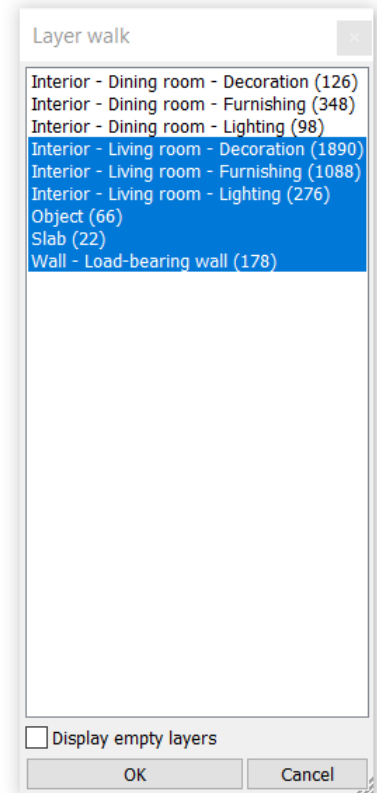 Layer walk
Interior - Dining room - Decoration (126)
Interior - Dining room - Furnishing (348)
Interior - Dining room - Lighting (98)
Interior - Living room - Decoration (1890)
Interior - Living room - Furnishing (1088)
Interior - Living room - Lighting (276)
Object (66)
Slab (22)
Wall - Load-bearing wall (178)
Display empty layers
OK Cancel